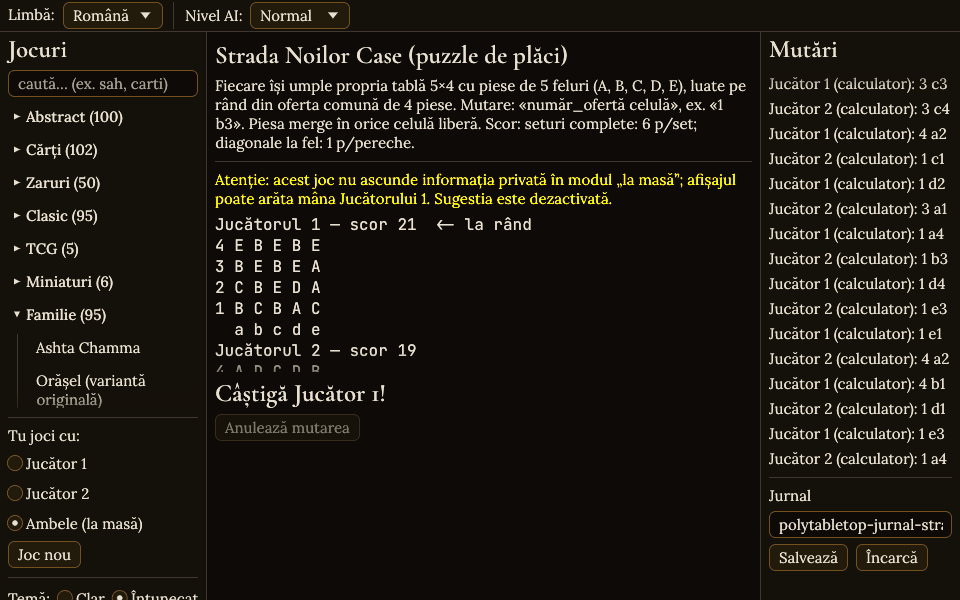 Limbă: Română ▼ Nivel AI: Normal ▼
Jocuri
caută... (ex. sah, carti)
▸ Abstract (100)
▸ Cărți (102)
▸ Zaruri (50)
▸ Clasic (95)
▸ TCG (5)
▸ Miniaturi (6)
▾ Familie (95)
Ashta Chamma
Orășel (variantă
originală)
Tu joci cu:
Jucător 1
Jucător 2
Ambele (la masă)
Joc nou
Temă: Clar Întunecat
Strada Noilor Case (puzzle de plăci)
Fiecare își umple propria tablă 5×4 cu piese de 5 feluri (A, B, C, D, E), luate pe
rând din oferta comună de 4 piese. Mutare: «număr_ofertă celulă», ex. «1
b3». Piesa merge în orice celulă liberă. Scor: seturi complete: 6 p/set;
diagonale la fel: 1 p/pereche.
Atenție: acest joc nu ascunde informația privată în modul „la masă”; afișajul
poate arăta mâna Jucătorului 1. Sugestia este dezactivată.
Jucătorul 1 — scor 21 ← la rând
4 E B E B E
3 B E B E A
2 C B E D A
1 B C B A C
a b c d e
Jucătorul 2 — scor 19
4 A D C D B
Câștigă Jucător 1!
Anulează mutarea
Mutări
Jucător 1 (calculator): 3 c3
Jucător 2 (calculator): 3 c4
Jucător 1 (calculator): 4 a2
Jucător 2 (calculator): 1 c1
Jucător 1 (calculator): 1 d2
Jucător 2 (calculator): 3 a1
Jucător 1 (calculator): 1 a4
Jucător 2 (calculator): 1 b3
Jucător 1 (calculator): 1 d4
Jucător 2 (calculator): 1 e3
Jucător 1 (calculator): 1 e1
Jucător 2 (calculator): 4 a2
Jucător 1 (calculator): 4 b1
Jucător 2 (calculator): 1 d1
Jucător 1 (calculator): 1 e3
Jucător 2 (calculator): 1 a4
Jurnal
polytabletop-jurnal-stra
Salvează Încarcă